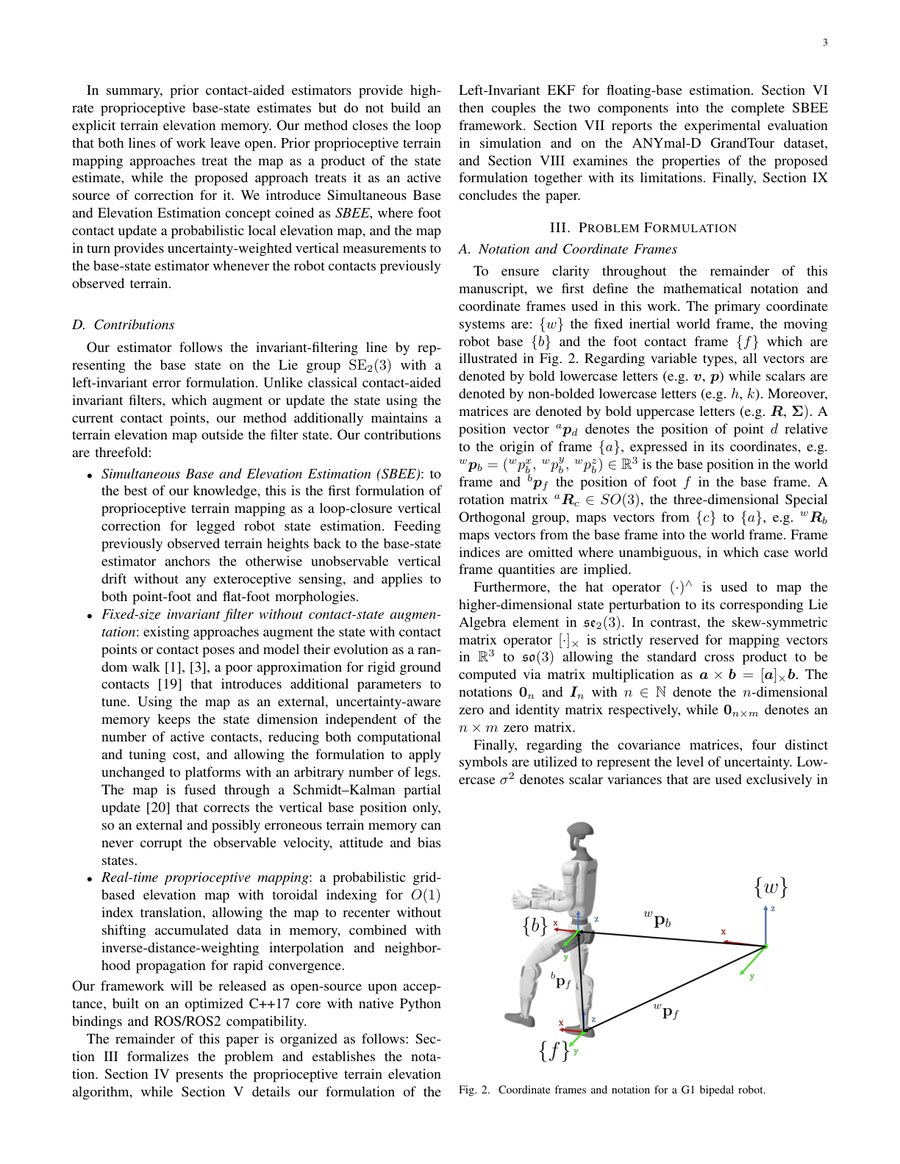 3
In summary, prior contact-aided estimators provide high-
rate proprioceptive base-state estimates but do not build an
explicit terrain elevation memory. Our method closes the loop
that both lines of work leave open. Prior proprioceptive terrain
mapping approaches treat the map as a product of the state
estimate, while the proposed approach treats it as an active
source of correction for it. We introduce Simultaneous Base
and Elevation Estimation concept coined as SBEE, where foot
contact update a probabilistic local elevation map, and the map
in turn provides uncertainty-weighted vertical measurements to
the base-state estimator whenever the robot contacts previously
observed terrain.
D. Contributions
Our estimator follows the invariant-filtering line by rep-
resenting the base state on the Lie group SE₂(3) with a
left-invariant error formulation. Unlike classical contact-aided
invariant filters, which augment or update the state using the
current contact points, our method additionally maintains a
terrain elevation map outside the filter state. Our contributions
are threefold:
• Simultaneous Base and Elevation Estimation (SBEE): to
the best of our knowledge, this is the first formulation of
proprioceptive terrain mapping as a loop-closure vertical
correction for legged robot state estimation. Feeding
previously observed terrain heights back to the base-state
estimator anchors the otherwise unobservable vertical
drift without any exteroceptive sensing, and applies to
both point-foot and flat-foot morphologies.
• Fixed-size invariant filter without contact-state augmen-
tation: existing approaches augment the state with contact
points or contact poses and model their evolution as a ran-
dom walk [1], [3], a poor approximation for rigid ground
contacts [19] that introduces additional parameters to
tune. Using the map as an external, uncertainty-aware
memory keeps the state dimension independent of the
number of active contacts, reducing both computational
and tuning cost, and allowing the formulation to apply
unchanged to platforms with an arbitrary number of legs.
The map is fused through a Schmidt–Kalman partial
update [20] that corrects the vertical base position only,
so an external and possibly erroneous terrain memory can
never corrupt the observable velocity, attitude and bias
states.
• Real-time proprioceptive mapping: a probabilistic grid-
based elevation map with toroidal indexing for O(1)
index translation, allowing the map to recenter without
shifting accumulated data in memory, combined with
inverse-distance-weighting interpolation and neighbor-
hood propagation for rapid convergence.
Our framework will be released as open-source upon accep-
tance, built on an optimized C++17 core with native Python
bindings and ROS/ROS2 compatibility.
The remainder of this paper is organized as follows: Sec-
tion III formalizes the problem and establishes the nota-
tion. Section IV presents the proprioceptive terrain elevation
algorithm, while Section V details our formulation of the
Left-Invariant EKF for floating-base estimation. Section VI
then couples the two components into the complete SBEE
framework. Section VII reports the experimental evaluation
in simulation and on the ANYmal-D GrandTour dataset,
and Section VIII examines the properties of the proposed
formulation together with its limitations. Finally, Section IX
concludes the paper.
III. PROBLEM FORMULATION
A. Notation and Coordinate Frames
To ensure clarity throughout the remainder of this
manuscript, we first define the mathematical notation and
coordinate frames used in this work. The primary coordinate
systems are: {w} the fixed inertial world frame, the moving
robot base {b} and the foot contact frame {f} which are
illustrated in Fig. 2. Regarding variable types, all vectors are
denoted by bold lowercase letters (e.g. v, p) while scalars are
denoted by non-bolded lowercase letters (e.g. h, k). Moreover,
matrices are denoted by bold uppercase letters (e.g. R, Σ). A
position vector ᵃp_d denotes the position of point d relative
to the origin of frame {a}, expressed in its coordinates, e.g.
ʷp_b = (ʷp_b^x, ʷp_b^y, ʷp_b^z) ∈ ℝ³ is the base position in the world
frame and ᵇp_f the position of foot f in the base frame. A
rotation matrix ᵃR_c ∈ SO(3), the three-dimensional Special
Orthogonal group, maps vectors from {c} to {a}, e.g. ʷR_b
maps vectors from the base frame into the world frame. Frame
indices are omitted where unambiguous, in which case world
frame quantities are implied.
Furthermore, the hat operator (·)^∧ is used to map the
higher-dimensional state perturbation to its corresponding Lie
Algebra element in 𝔰𝔢₂(3). In contrast, the skew-symmetric
matrix operator [·]ₓ is strictly reserved for mapping vectors
in ℝ³ to 𝔰𝔬(3) allowing the standard cross product to be
computed via matrix multiplication as a × b = [a]ₓb. The
notations 0ₙ and Iₙ with n ∈ ℕ denote the n-dimensional
zero and identity matrix respectively, while 0ₙₓₘ denotes an
n × m zero matrix.
Finally, regarding the covariance matrices, four distinct
symbols are utilized to represent the level of uncertainty. Low-
ercase σ² denotes scalar variances that are used exclusively in
{w}
z
x
y
ʷp_b
{b}
x
z
y
ᵇp_f
ʷp_f
x
z
{f}
y
Fig. 2. Coordinate frames and notation for a G1 bipedal robot.